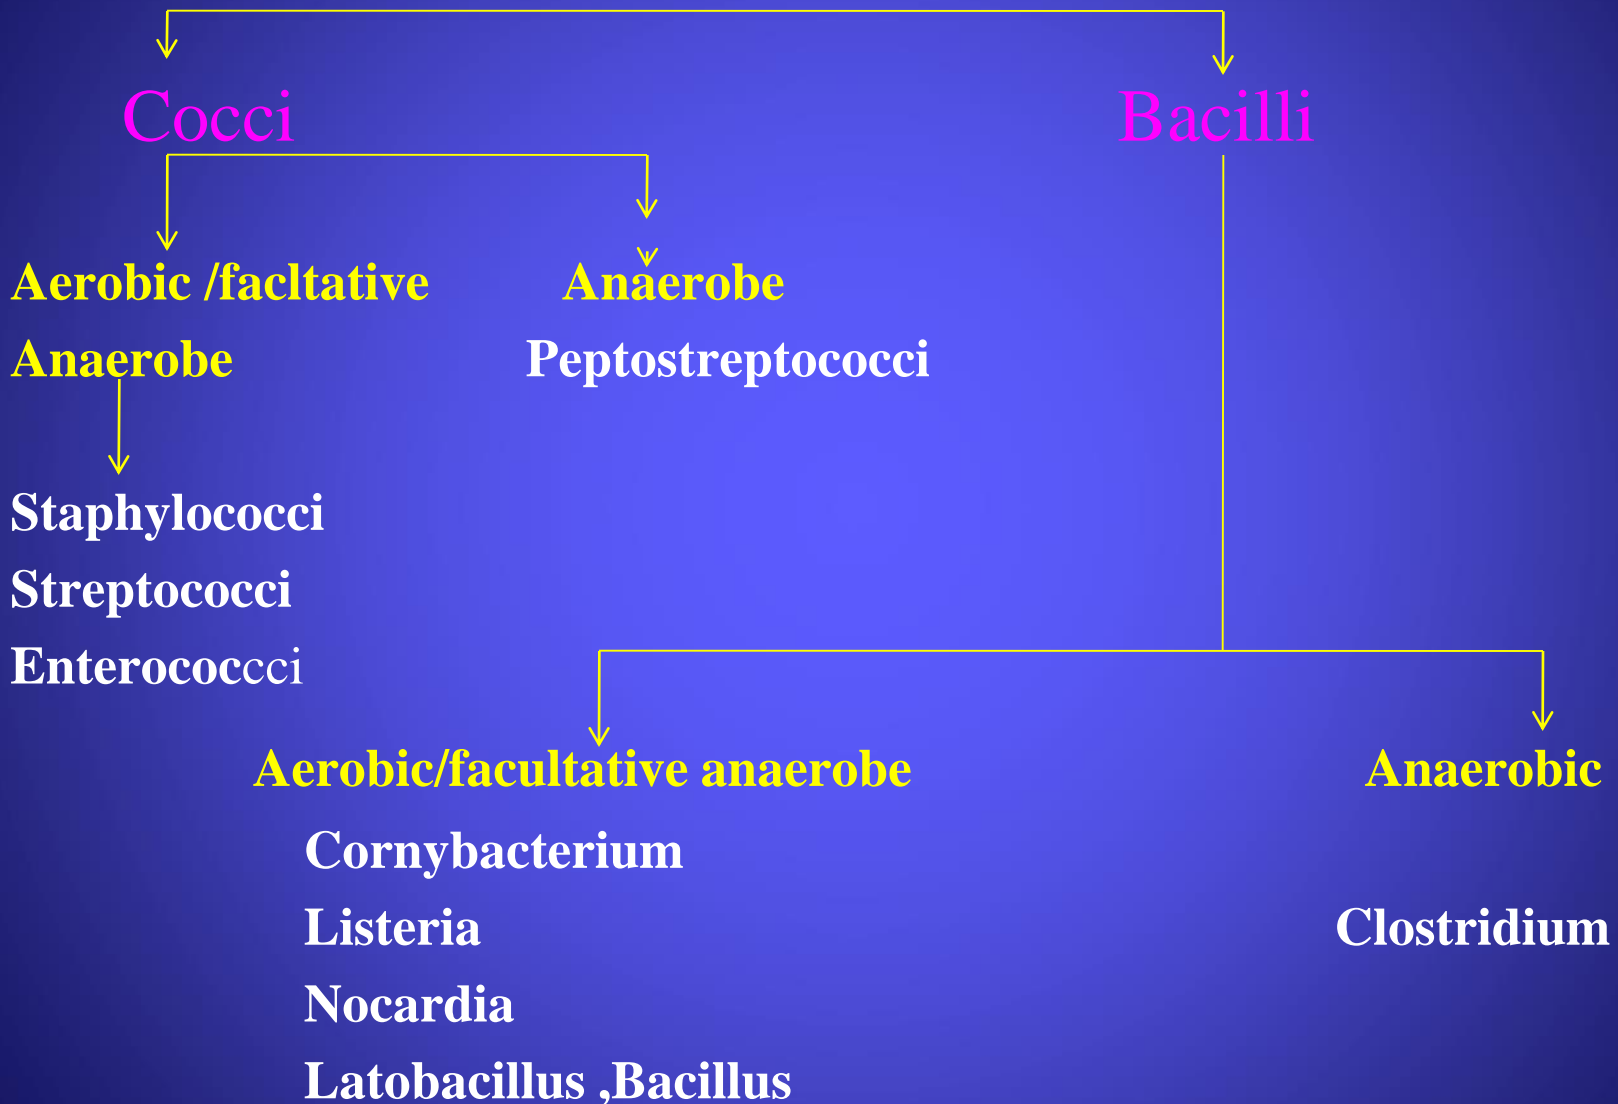 Cocci
Bacilli
Aerobic /facltative
Anaerobe
Anaerobe
Peptostreptococci
Staphylococci
Streptococci
Enterococcci
Aerobic/facultative anaerobe
Anaerobic
Cornybacterium
Listeria
Clostridium
Nocardia
Latobacillus ,Bacillus